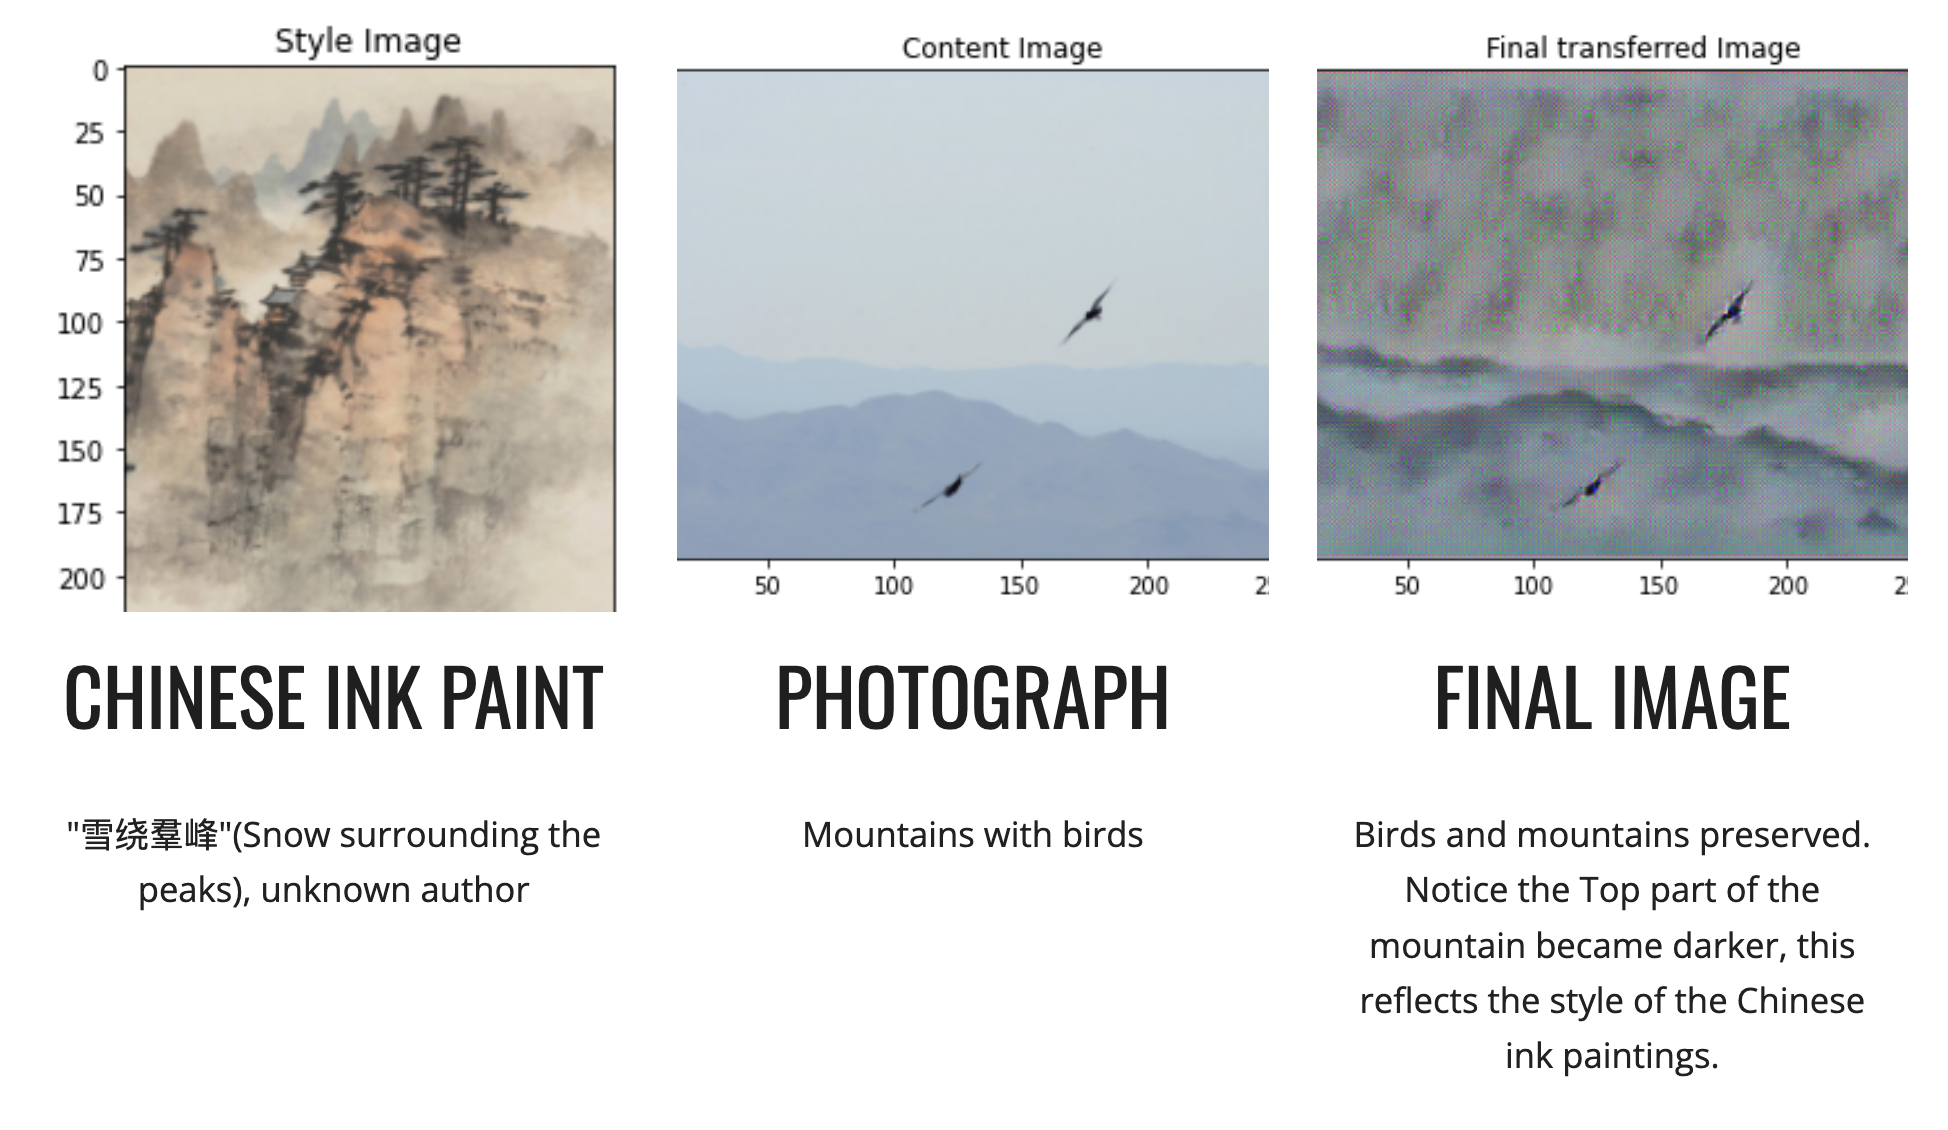 Style Image
0
25
50
75
100
125
150
175
200
CHINESE INK PAINT
"雪绕羣峰"(Snow surrounding the
peaks), unknown author
Content Image
50 100 150 200 2
PHOTOGRAPH
Mountains with birds
Final transferred Image
50 100 150 200 2
FINAL IMAGE
Birds and mountains preserved.
Notice the Top part of the
mountain became darker, this
reflects the style of the Chinese
ink paintings.